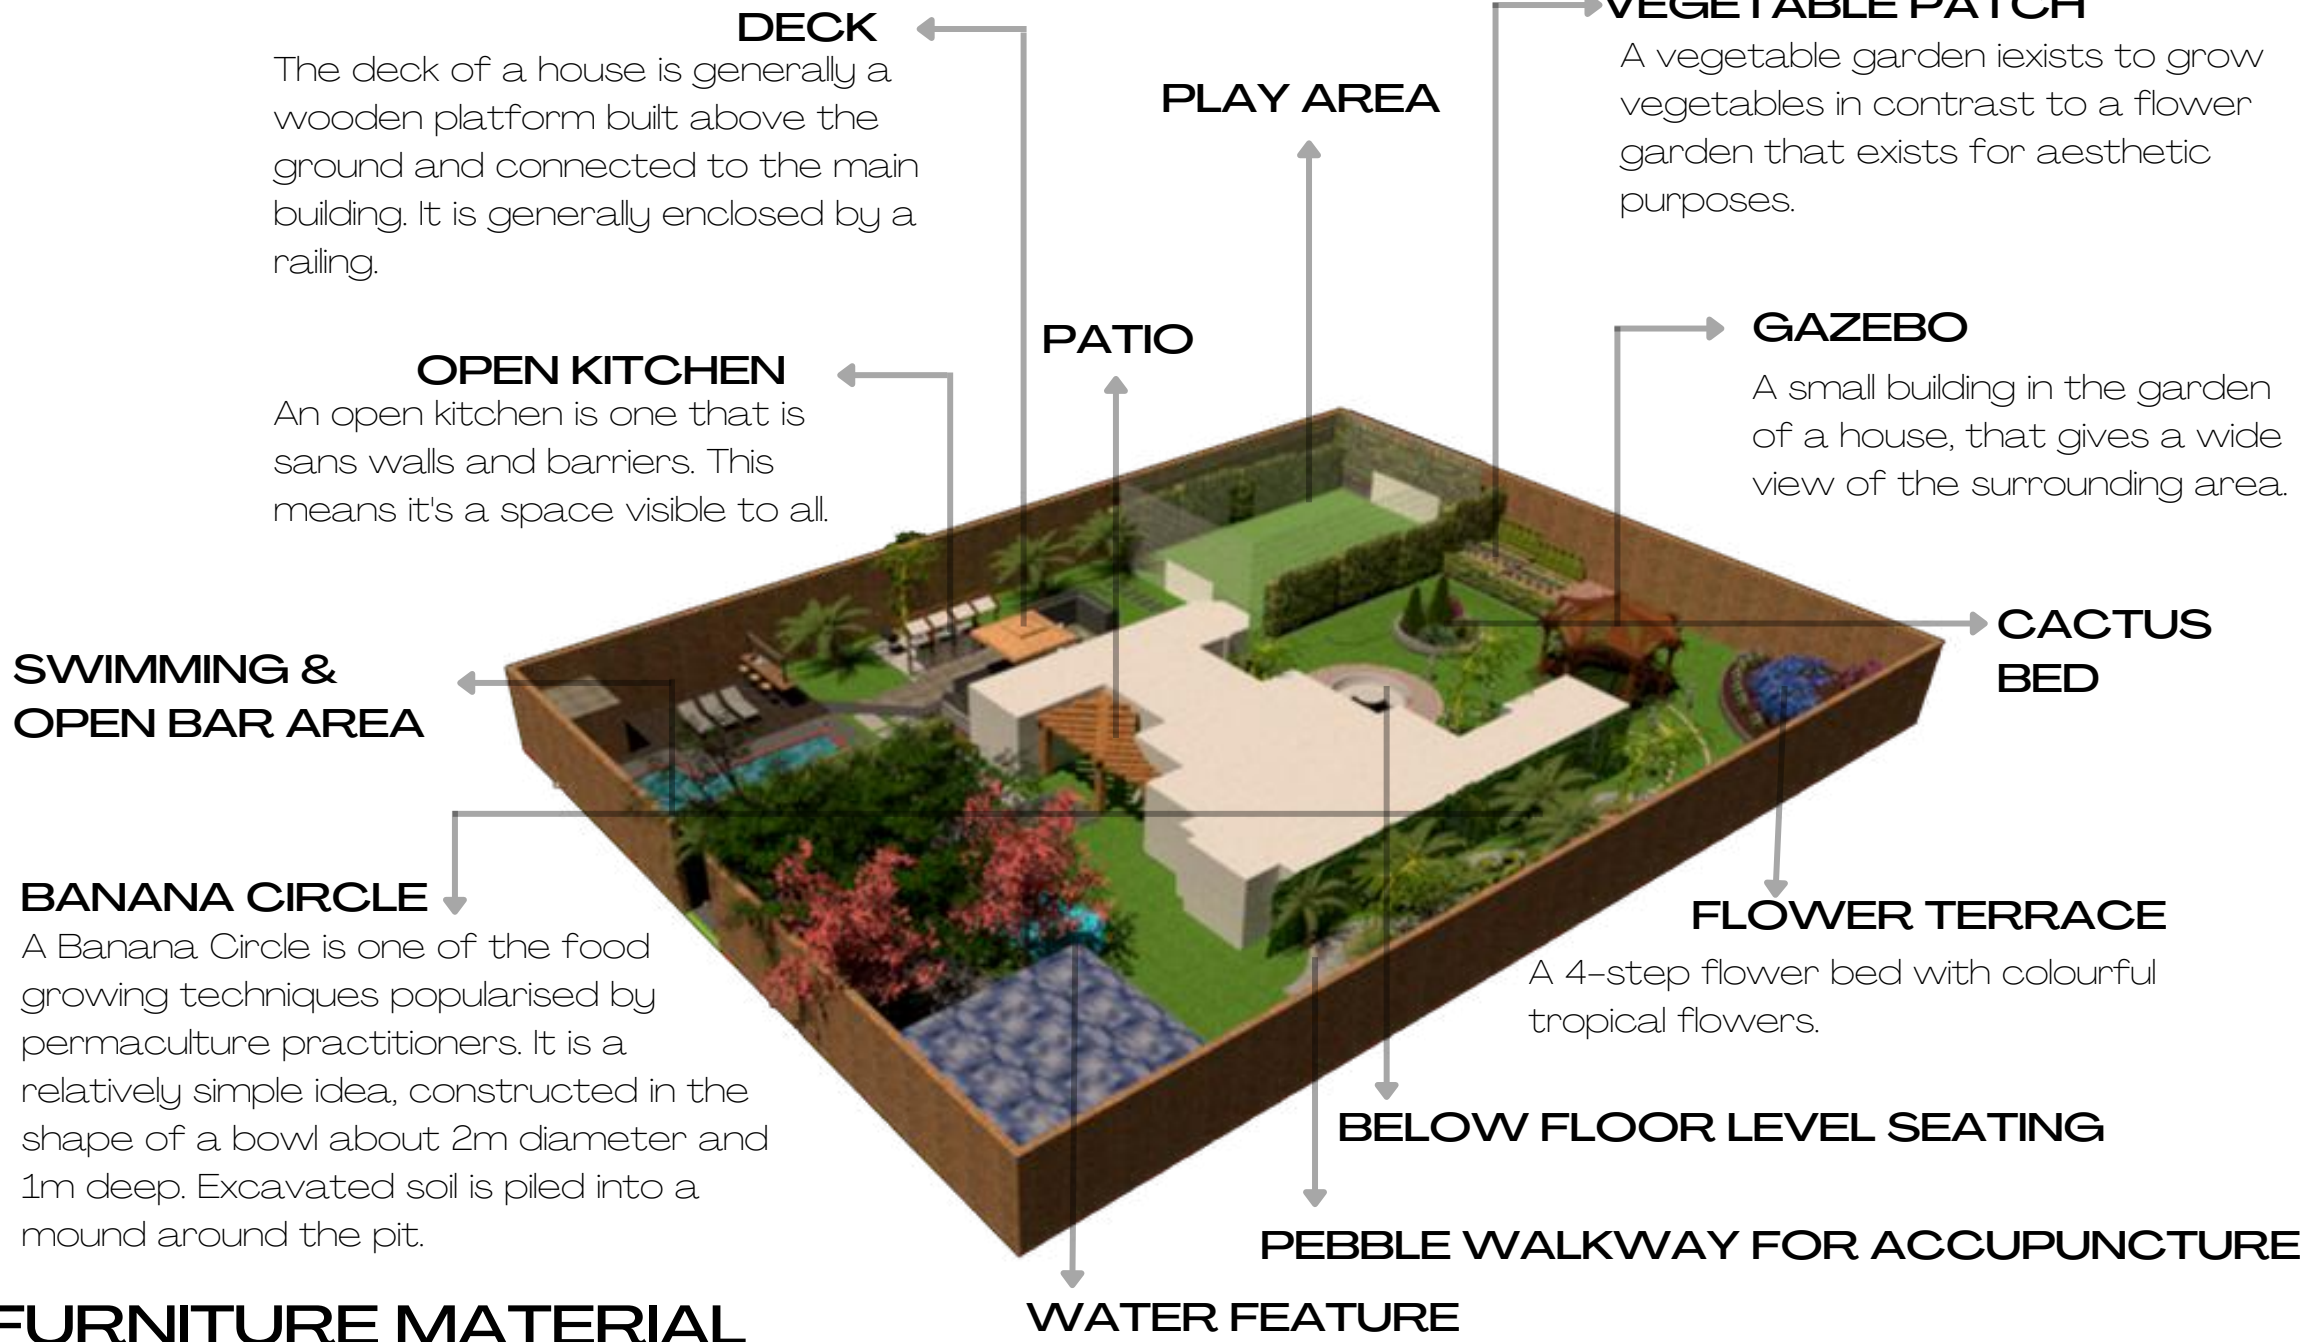 DECK
The deck of a house is generally a
wooden platform built above the
ground and connected to the main
building. It is generally enclosed by a
railing.
PLAY AREA
VEGETABLE PATCH
A vegetable garden iexists to grow
vegetables in contrast to a flower
garden that exists for aesthetic
purposes.
OPEN KITCHEN
An open kitchen is one that is
sans walls and barriers. This
means it's a space visible to all.
PATIO
GAZEBO
A small building in the garden
of a house, that gives a wide
view of the surrounding area.
SWIMMING &
OPEN BAR AREA
CACTUS
BED
BANANA CIRCLE
A Banana Circle is one of the food
growing techniques popularised by
permaculture practitioners. It is a
relatively simple idea, constructed in the
shape of a bowl about 2m diameter and
1m deep. Excavated soil is piled into a
mound around the pit.
FLOWER TERRACE
A 4-step flower bed with colourful
tropical flowers.
BELOW FLOOR LEVEL SEATING
PEBBLE WALKWAY FOR ACCUPUNCTURE
WATER FEATURE
FURNITURE MATERIAL